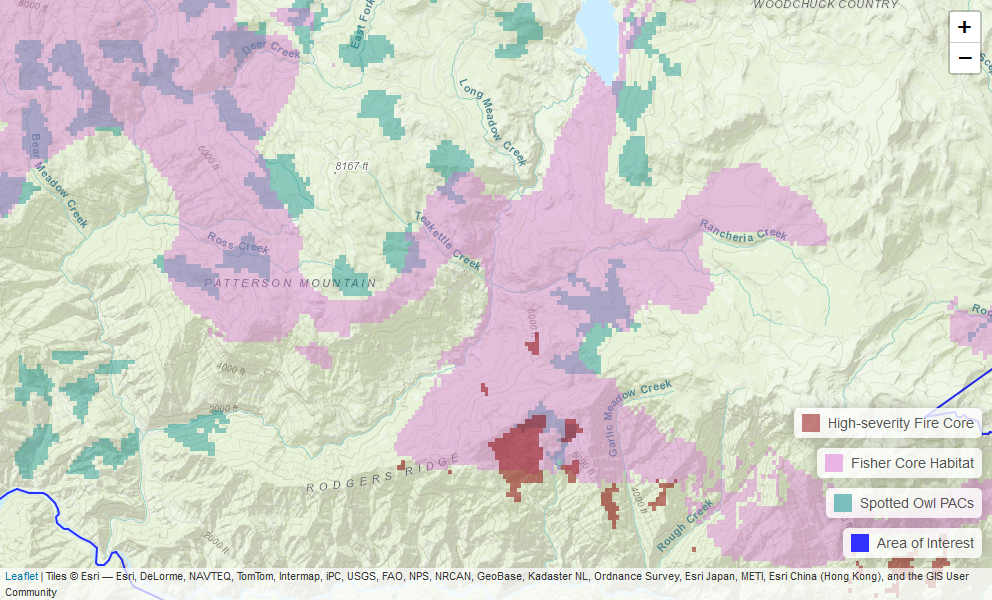 6000 ft
WOODCHUCK COUNTRY
East Fork
Deer Creek
+
−
Long Meadow Creek
Bear Meadow Creek
6000 ft
8167 ft
Teakettle Creek
Ross Creek
Rancheria Creek
PATTERSON MOUNTAIN
6000 ft
4000 ft
Garlic Meadow Creek
2000 ft
High-severity Fire Core
Fisher Core Habitat
RODGERS RIDGE
6000 ft
4000 ft
Spotted Owl PACs
Rough Creek
2000 ft
Area of Interest
Leaflet | Tiles © Esri — Esri, DeLorme, NAVTEQ, TomTom, Intermap, iPC, USGS, FAO, NPS, NRCAN, GeoBase, Kadaster NL, Ordnance Survey, Esri Japan, METI, Esri China (Hong Kong), and the GIS User
Community